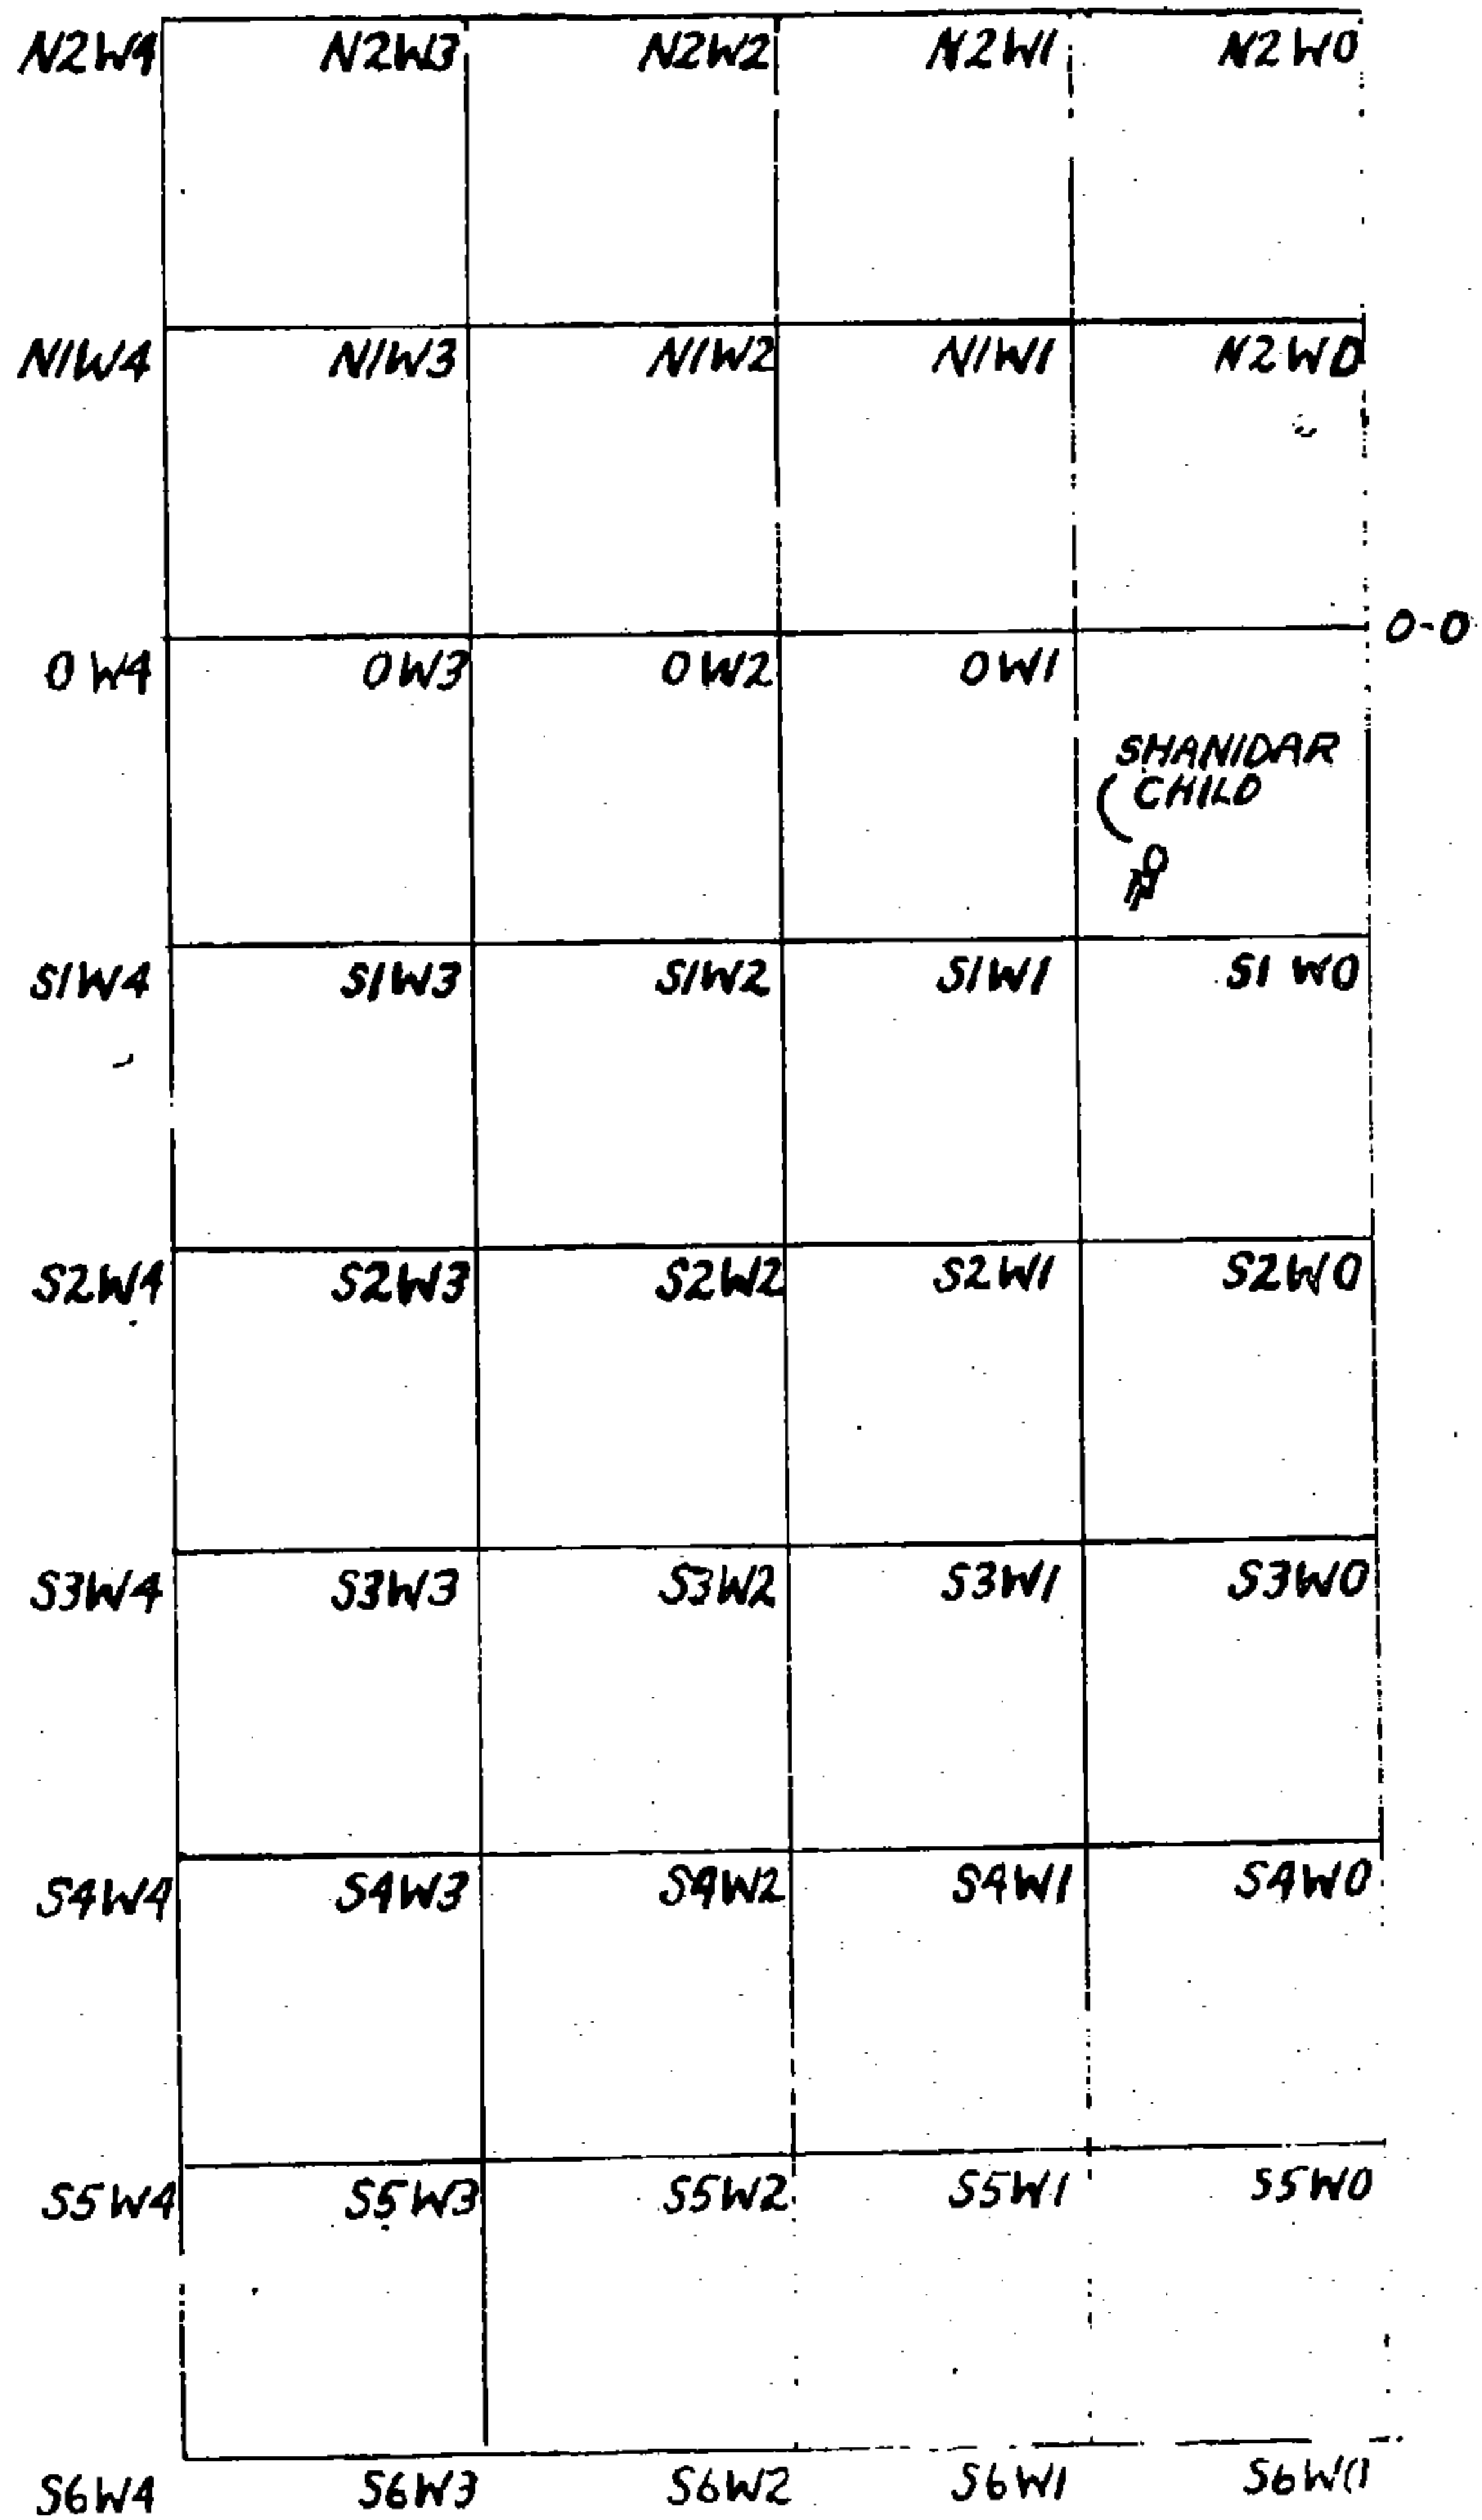 N2W4 N2W3 N2W2 N2W1 N2W0
N1W4 N1W3 N1W2 N1W1 N2W0
0-0
0W4 0W3 0W2 0W1
SHANIDAR
CHILD
S1W4 S1W3 S1W2 S1W1 S1W0
S2W4 S2W3 S2W2 S2W1 S2W0
S3W4 S3W3 S3W2 S3W1 S3W0
S4W4 S4W3 S4W2 S4W1 S4W0
S5W4 S5W3 S5W2 S5W1 S5W0
S6W4 S6W3 S6W2 S6W1 S6W0